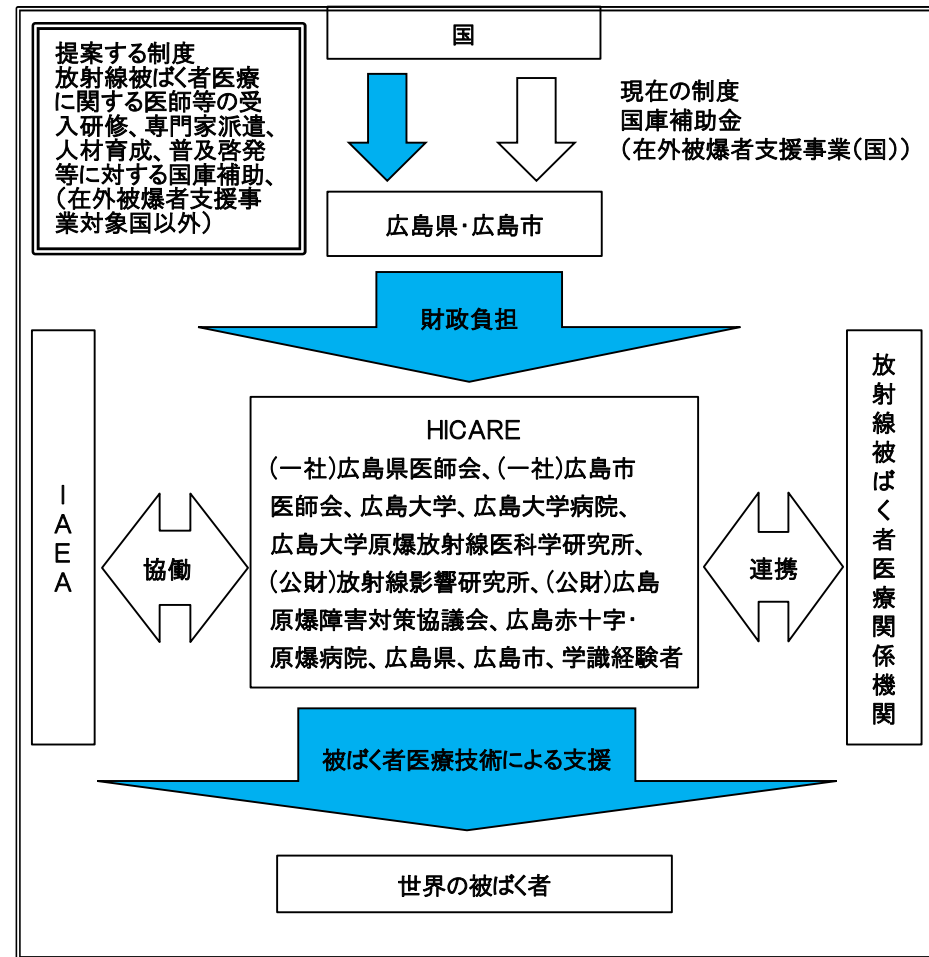 国
提案する制度
放射線被ばく者医療
に関する医師等の受
入研修、専門家派遣、
人材育成、普及啓発
等に対する国庫補助、
(在外被爆者支援事
業対象国以外)
現在の制度
国庫補助金
(在外被爆者支援事業(国))
広島県・広島市
財政負担
IAEA
協働
HICARE
(一社)広島県医師会、(一社)広島市
医師会、広島大学、広島大学病院、
広島大学原爆放射線医科学研究所、
(公財)放射線影響研究所、(公財)広島
原爆障害対策協議会、広島赤十字・
原爆病院、広島県、広島市、学識経験者
連携
放射線被ばく者医療関係機関
被ばく者医療技術による支援
世界の被ばく者